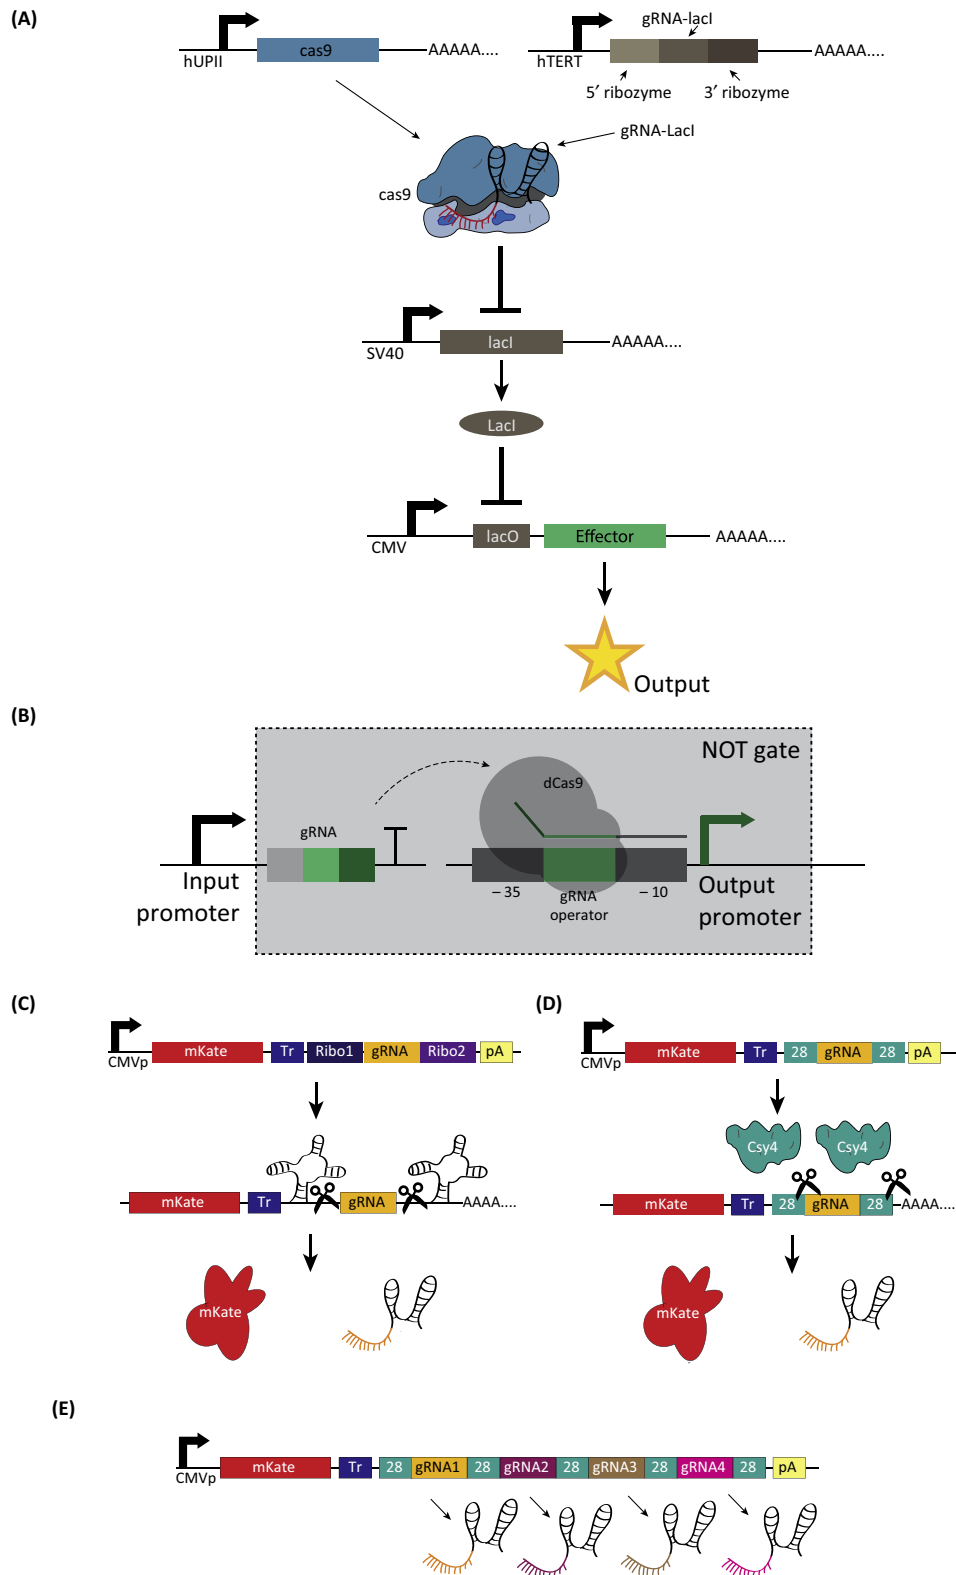 (A)
gRNA-lacI
hUPII
cas9
AAAAA....
hTERT
AAAAA....
5′ ribozyme
3′ ribozyme
gRNA-LacI
cas9
SV40
lacI
AAAAA....
LacI
CMV
lacO
Effector
AAAAA....
Output
(B)
NOT gate
dCas9
gRNA
Input
promoter
– 35
gRNA
operator
– 10
Output
promoter
(C)
CMVp
mKate
Tr
Ribo1
gRNA
Ribo2
pA
mKate
Tr
gRNA
AAAA....
mKate
(D)
CMVp
mKate
Tr
28
gRNA
28
pA
Csy4
Csy4
mKate
Tr
28
gRNA
28
AAAA....
mKate
(E)
CMVp
mKate
Tr
28
gRNA1
28
gRNA2
28
gRNA3
28
gRNA4
28
pA